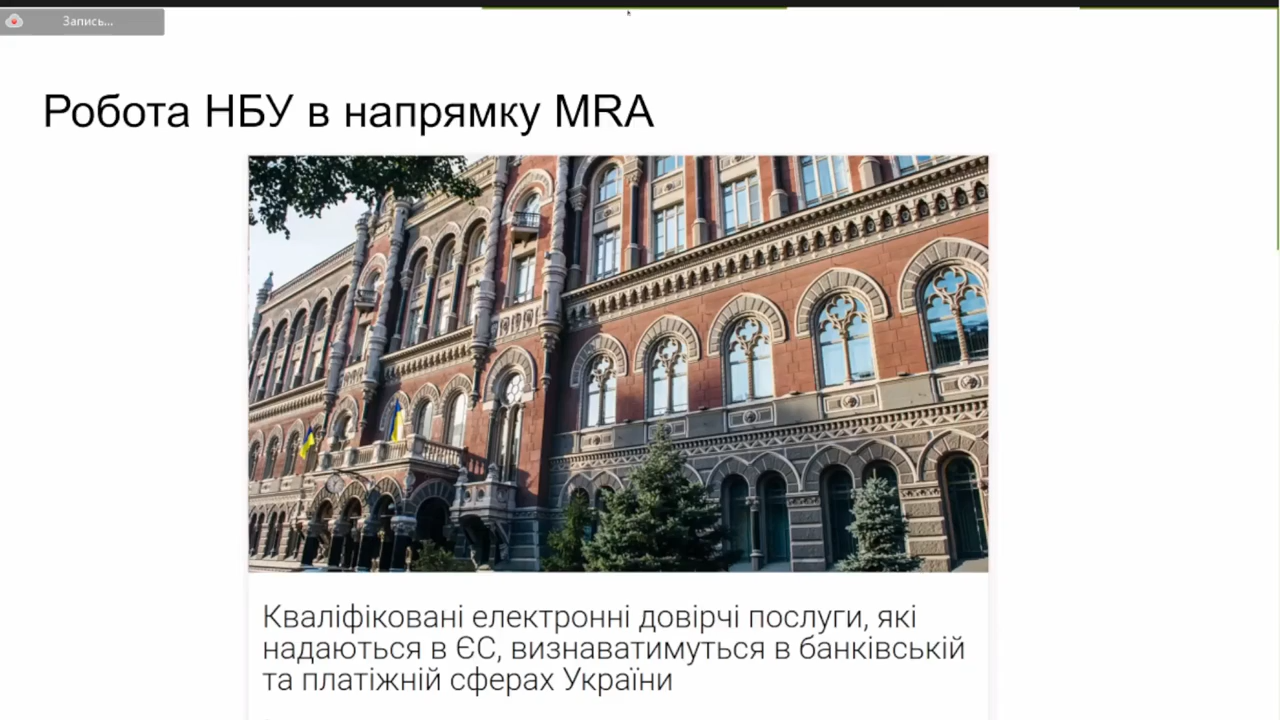 Запись...
Робота НБУ в напрямку MRA
Кваліфіковані електронні довірчі послуги, які
надаються в ЄС, визнаватимуться в банківській
та платіжній сферах України